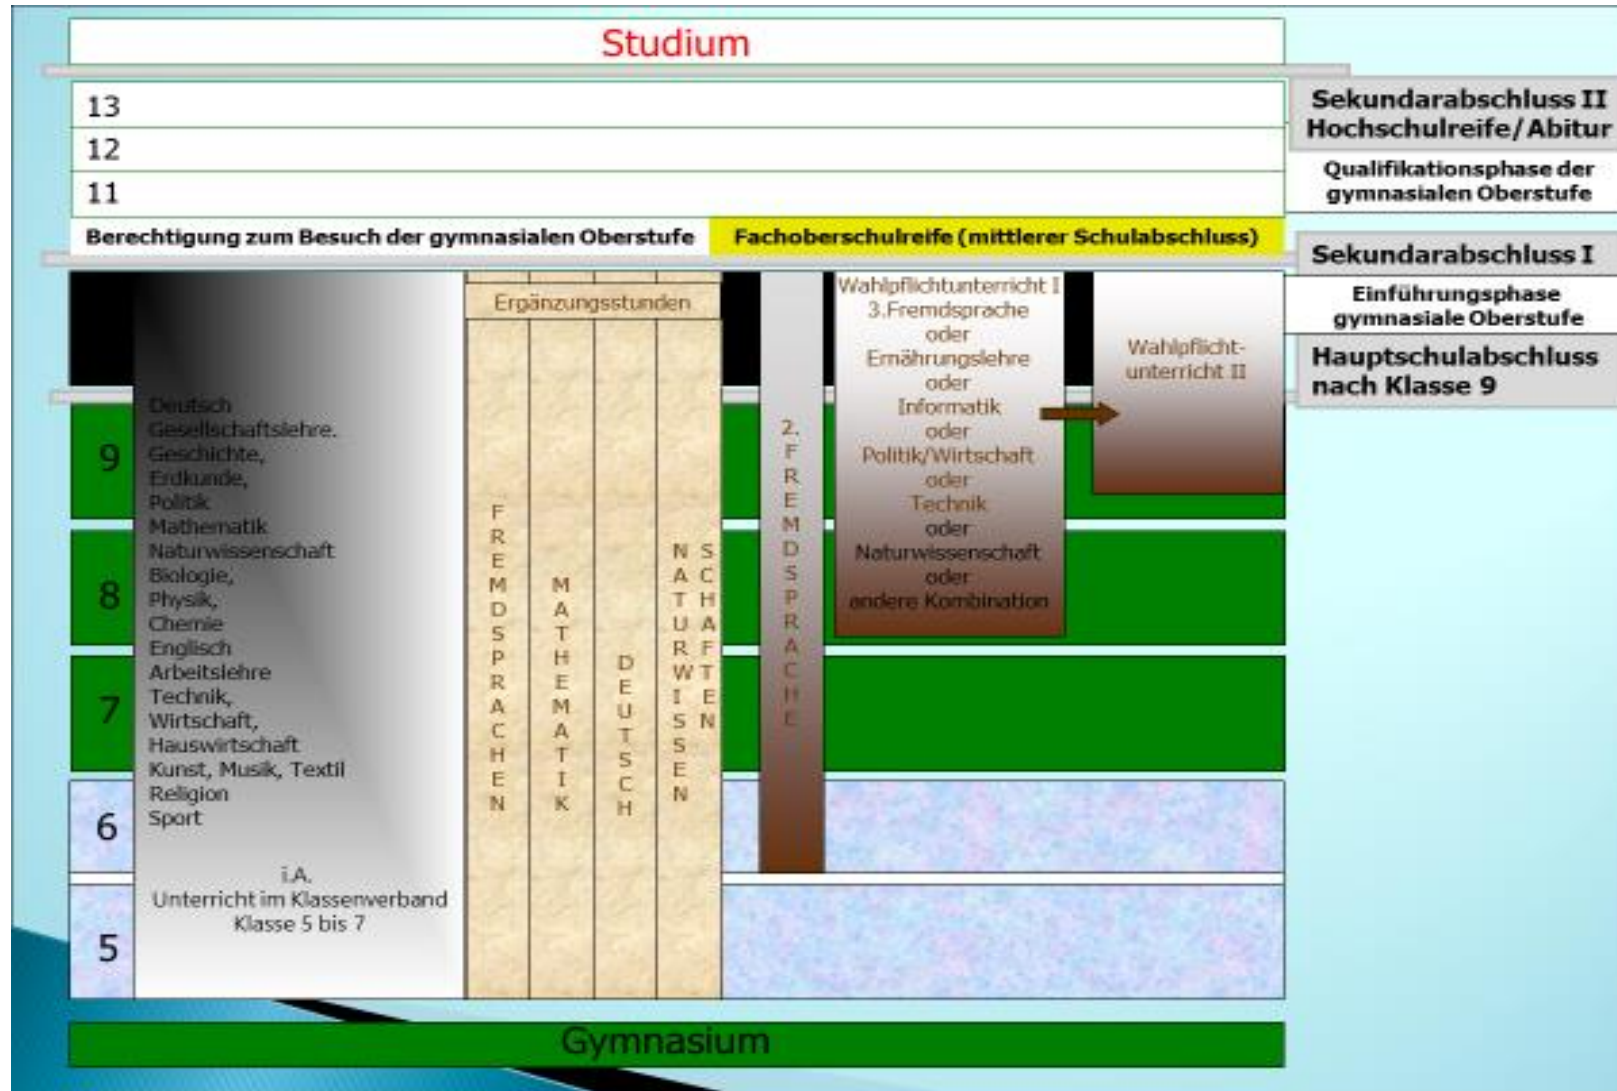 Studium
13
12
11
Sekundarabschluss II
Hochschulreife/Abitur
Qualifikationsphase der
gymnasialen Oberstufe
Berechtigung zum Besuch der gymnasialen Oberstufe
Fachoberschulreife (mittlerer Schulabschluss)
Sekundarabschluss I
Einführungsphase
gymnasiale Oberstufe
Hauptschulabschluss
nach Klasse 9
9
8
7
6
5
Deutsch
Gesellschaftslehre.
Geschichte,
Erdkunde,
Politik
Mathematik
Naturwissenschaft
Biologie,
Physik,
Chemie
Englisch
Arbeitslehre
Technik,
Wirtschaft,
Hauswirtschaft
Kunst, Musik, Textil
Religion
Sport
i.A.
Unterricht im Klassenverband
Klasse 5 bis 7
Ergänzungsstunden
FREMDSPRACHEN
MATHEMATIK
DEUTSCH
NATURWISSEN
SCHAFTEN
2. FREMDSPRACHE
Wahlpflichtunterricht I
3.Fremdsprache
oder
Ernährungslehre
oder
Informatik
oder
Politik/Wirtschaft
oder
Technik
oder
Naturwissenschaft
oder
andere Kombination
Wahlpflicht-
unterricht II
Gymnasium